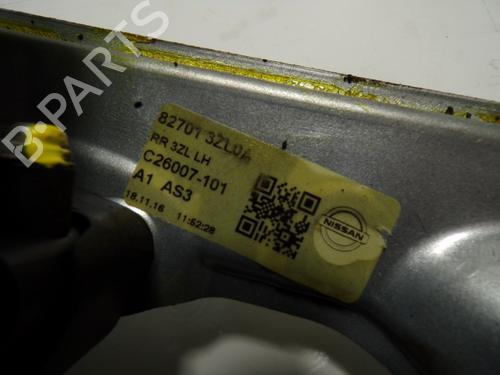 B PARTS
82701 3ZL0A
RR 3ZL LH
C26007-101
A1 AS3
18.11.16 11:52:28
NISSAN